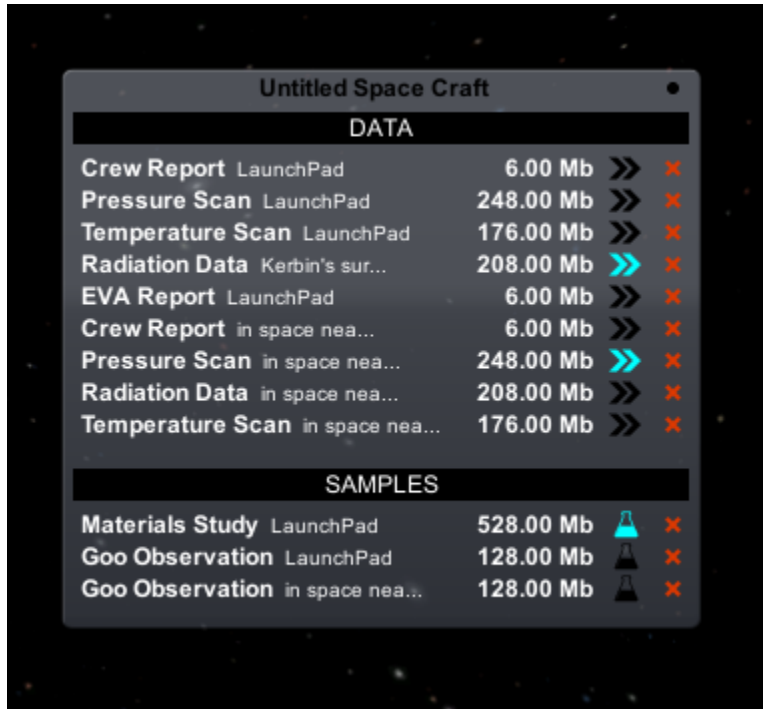 Untitled Space Craft
DATA
Crew Report LaunchPad 6.00 Mb
Pressure Scan LaunchPad 248.00 Mb
Temperature Scan LaunchPad 176.00 Mb
Radiation Data Kerbin's sur... 208.00 Mb
EVA Report LaunchPad 6.00 Mb
Crew Report in space nea... 6.00 Mb
Pressure Scan in space nea... 248.00 Mb
Radiation Data in space nea... 208.00 Mb
Temperature Scan in space nea... 176.00 Mb
SAMPLES
Materials Study LaunchPad 528.00 Mb
Goo Observation LaunchPad 128.00 Mb
Goo Observation in space nea... 128.00 Mb